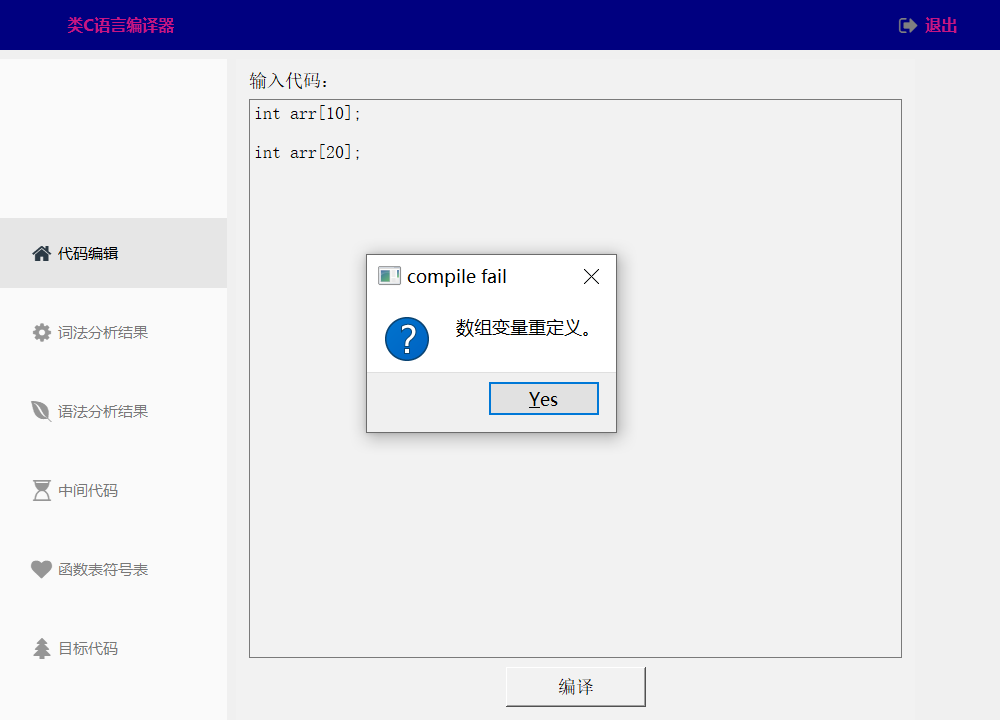 类C语言编译器
退出
代码编辑
词法分析结果
语法分析结果
中间代码
函数表符号表
目标代码
输入代码：
int arr[10];
int arr[20];
compile fail
数组变量重定义。
Yes
编译